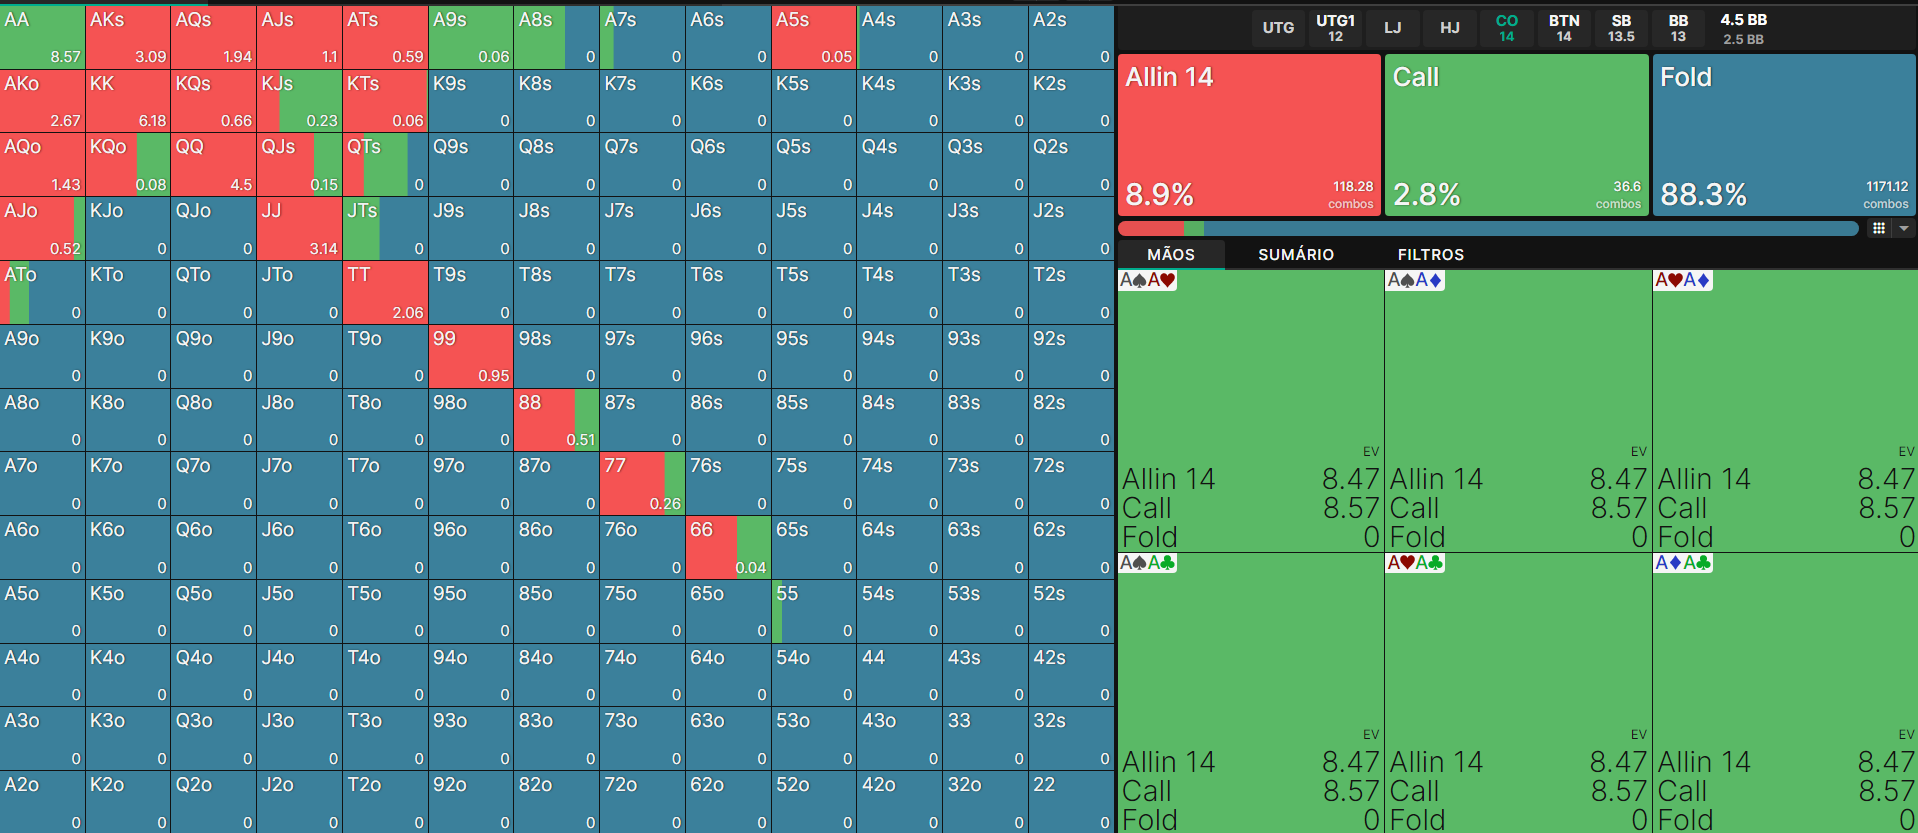 AA AKs AQs AJs ATs A9s A8s A7s A6s A5s A4s A3s A2s
8.57 3.09 1.94 1.1 0.59 0.06 0 0 0 0.05 0 0 0
AKo KK KQs KJs KTs K9s K8s K7s K6s K5s K4s K3s K2s
2.67 6.18 0.66 0.23 0.06 0 0 0 0 0 0 0 0
AQo KQo QQ QJs QTs Q9s Q8s Q7s Q6s Q5s Q4s Q3s Q2s
1.43 0.08 4.5 0.15 0 0 0 0 0 0 0 0 0
AJo KJo QJo JJ JTs J9s J8s J7s J6s J5s J4s J3s J2s
0.52 0 0 3.14 0 0 0 0 0 0 0 0 0
ATo KTo QTo JTo TT T9s T8s T7s T6s T5s T4s T3s T2s
0 0 0 0 2.06 0 0 0 0 0 0 0 0
A9o K9o Q9o J9o T9o 99 98s 97s 96s 95s 94s 93s 92s
0 0 0 0 0 0.95 0 0 0 0 0 0 0
A8o K8o Q8o J8o T8o 98o 88 87s 86s 85s 84s 83s 82s
0 0 0 0 0 0 0.51 0 0 0 0 0 0
A7o K7o Q7o J7o T7o 97o 87o 77 76s 75s 74s 73s 72s
0 0 0 0 0 0 0 0.26 0 0 0 0 0
A6o K6o Q6o J6o T6o 96o 86o 76o 66 65s 64s 63s 62s
0 0 0 0 0 0 0 0 0.04 0 0 0 0
A5o K5o Q5o J5o T5o 95o 85o 75o 65o 55 54s 53s 52s
0 0 0 0 0 0 0 0 0 0 0 0 0
A4o K4o Q4o J4o T4o 94o 84o 74o 64o 54o 44 43s 42s
0 0 0 0 0 0 0 0 0 0 0 0 0
A3o K3o Q3o J3o T3o 93o 83o 73o 63o 53o 43o 33 32s
0 0 0 0 0 0 0 0 0 0 0 0 0
A2o K2o Q2o J2o T2o 92o 82o 72o 62o 52o 42o 32o 22
0 0 0 0 0 0 0 0 0 0 0 0 0
UTG UTG1 LJ HJ CO BTN SB BB 4.5 BB
12 14 14 13.5 13 2.5 BB
Allin 14 Call Fold
8.9% 118.28 combos 2.8% 36.6 combos 88.3% 1171.12 combos
MÃOS SUMÁRIO FILTROS
A♠A♥ A♠A♦ A♥A♦
EV EV EV
Allin 14 8.47 Allin 14 8.47 Allin 14 8.47
Call 8.57 Call 8.57 Call 8.57
Fold 0 Fold 0 Fold 0
A♠A♣ A♥A♣ A♦A♣
EV EV EV
Allin 14 8.47 Allin 14 8.47 Allin 14 8.47
Call 8.57 Call 8.57 Call 8.57
Fold 0 Fold 0 Fold 0